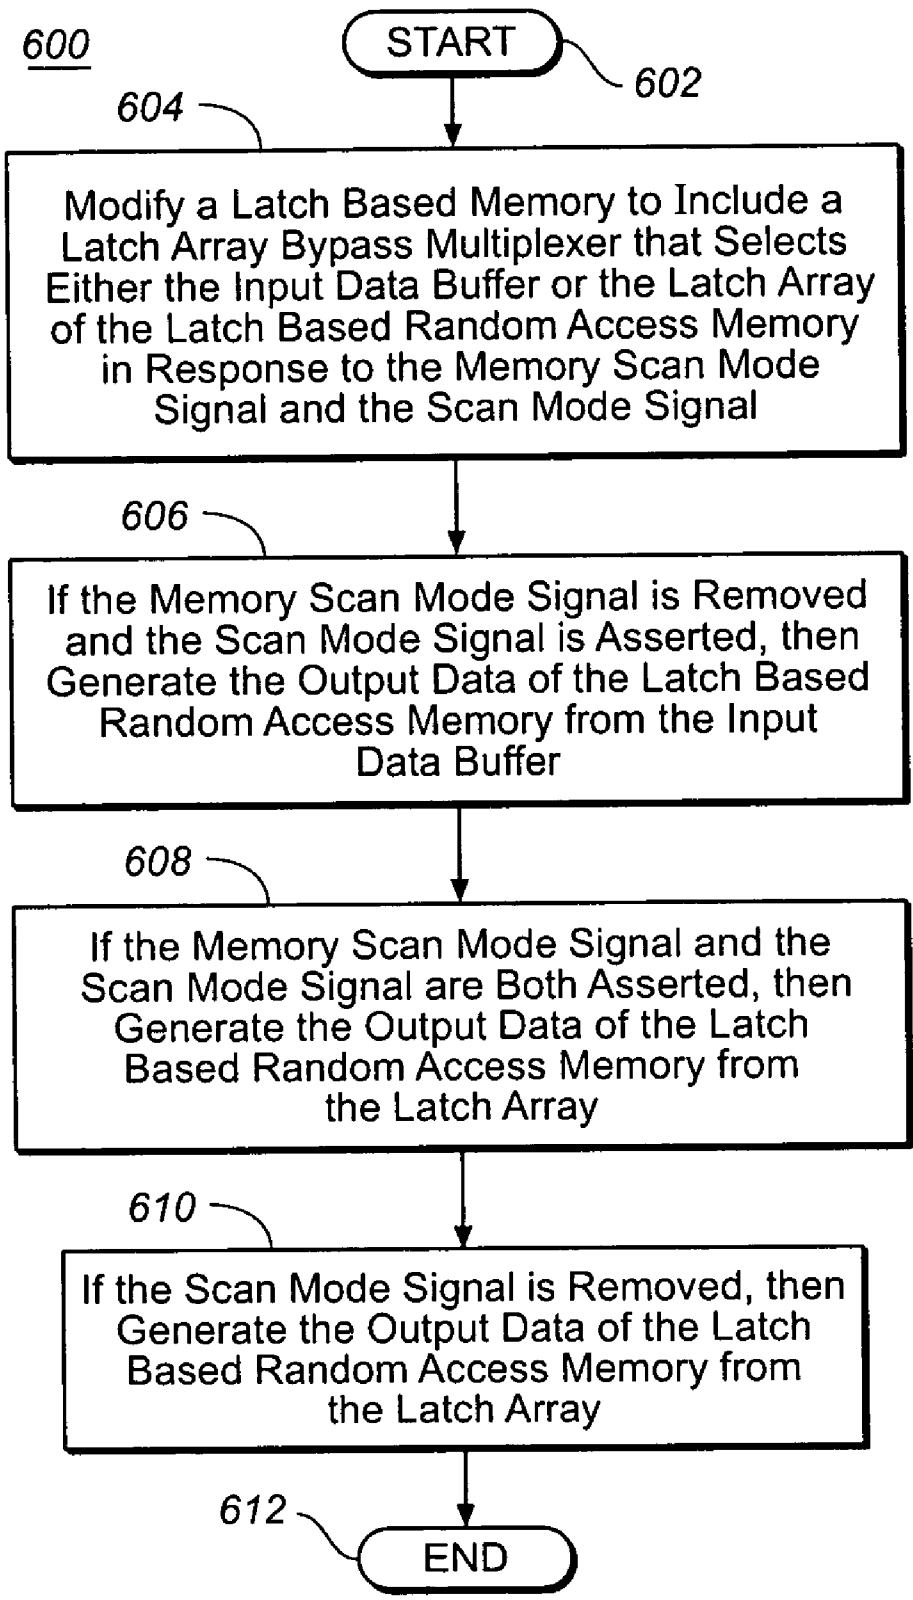 600
START
602
604
Modify a Latch Based Memory to Include a
Latch Array Bypass Multiplexer that Selects
Either the Input Data Buffer or the Latch Array
of the Latch Based Random Access Memory
in Response to the Memory Scan Mode
Signal and the Scan Mode Signal
606
If the Memory Scan Mode Signal is Removed
and the Scan Mode Signal is Asserted, then
Generate the Output Data of the Latch Based
Random Access Memory from the Input
Data Buffer
608
If the Memory Scan Mode Signal and the
Scan Mode Signal are Both Asserted, then
Generate the Output Data of the Latch
Based Random Access Memory from
the Latch Array
610
If the Scan Mode Signal is Removed, then
Generate the Output Data of the Latch
Based Random Access Memory from
the Latch Array
612
END